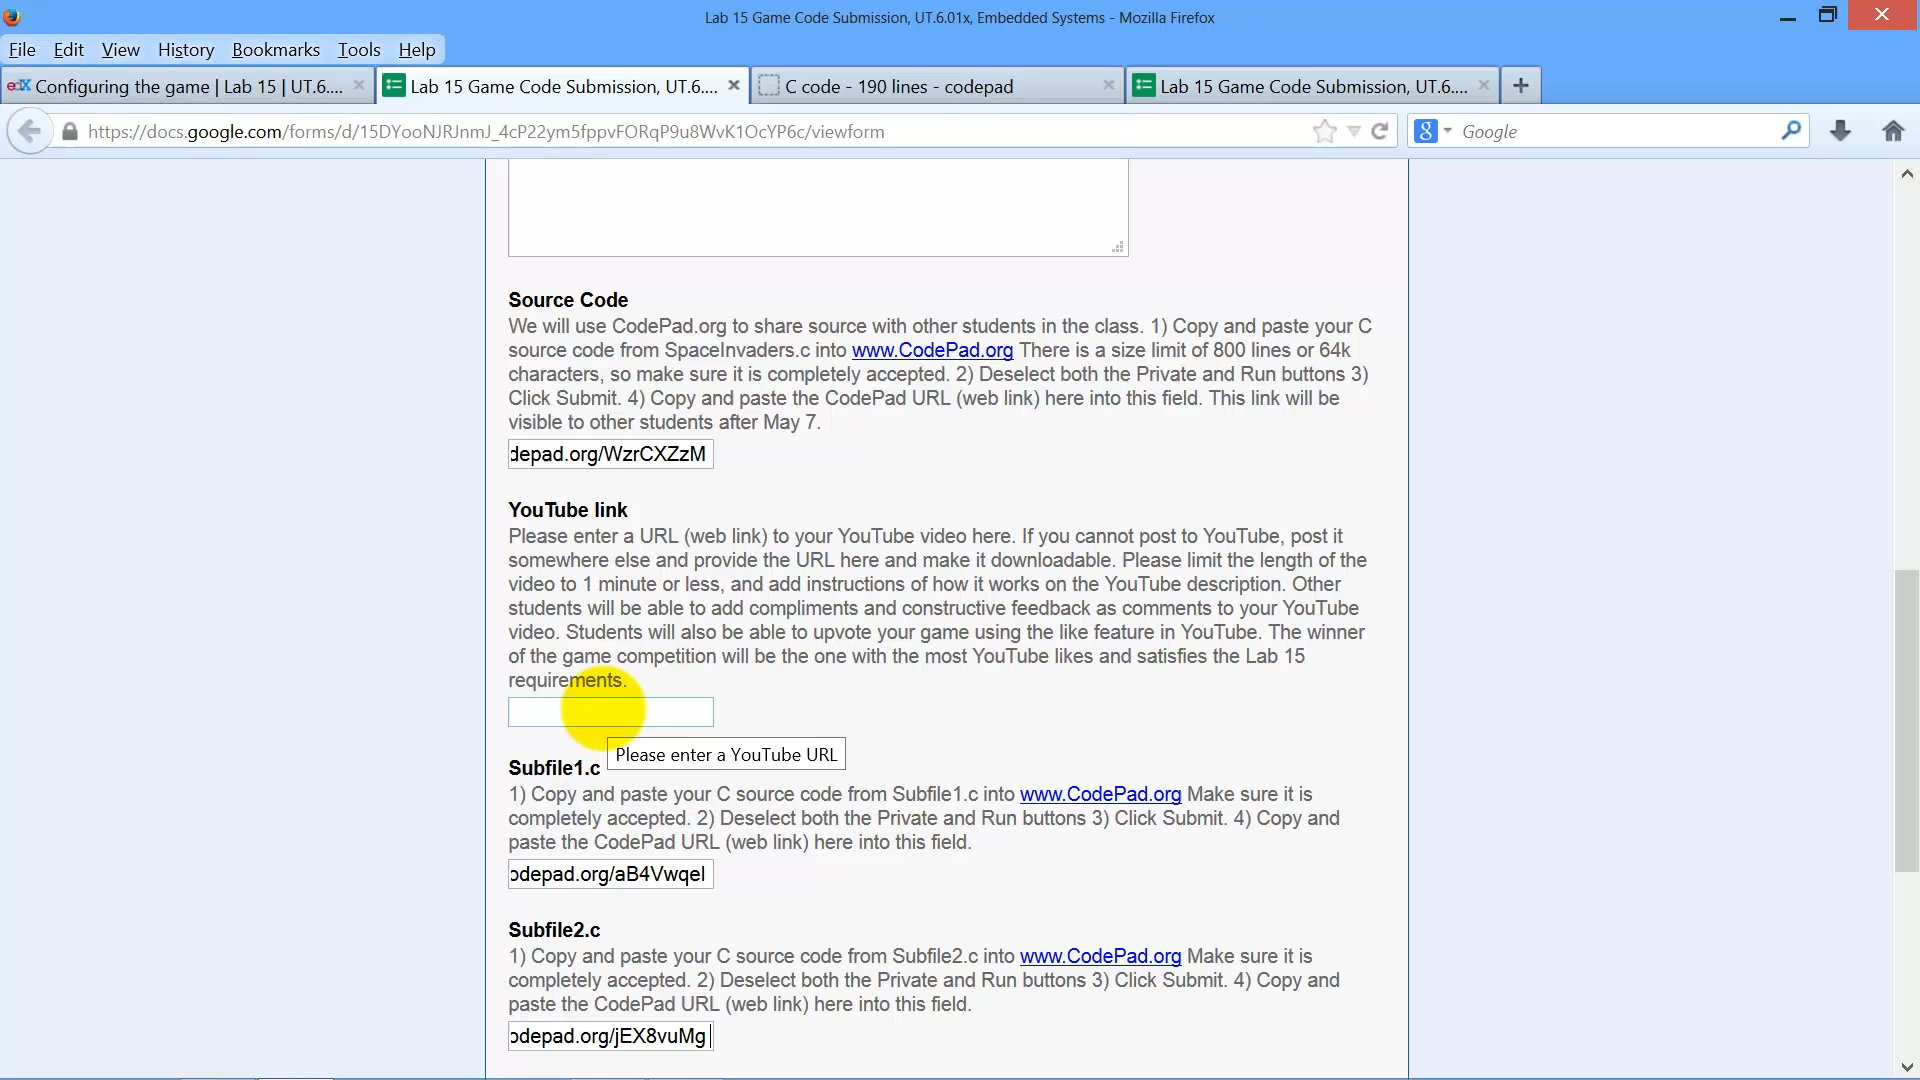 Lab 15 Game Code Submission, UT.6.01x, Embedded Systems - Mozilla Firefox
File Edit View History Bookmarks Tools Help
edX Configuring the game | Lab 15 | UT.6....
Lab 15 Game Code Submission, UT.6....
C code - 190 lines - codepad
Lab 15 Game Code Submission, UT.6....
https://docs.google.com/forms/d/15DYooNJRJnmJ_4cP22ym5fppvFORqP9u8WvK1OcYP6c/viewform
8 Google
Source Code
We will use CodePad.org to share source with other students in the class. 1) Copy and paste your C
source code from SpaceInvaders.c into www.CodePad.org There is a size limit of 800 lines or 64k
characters, so make sure it is completely accepted. 2) Deselect both the Private and Run buttons 3)
Click Submit. 4) Copy and paste the CodePad URL (web link) here into this field. This link will be
visible to other students after May 7.
depad.org/WzrCXZzM
YouTube link
Please enter a URL (web link) to your YouTube video here. If you cannot post to YouTube, post it
somewhere else and provide the URL here and make it downloadable. Please limit the length of the
video to 1 minute or less, and add instructions of how it works on the YouTube description. Other
students will be able to add compliments and constructive feedback as comments to your YouTube
video. Students will also be able to upvote your game using the like feature in YouTube. The winner
of the game competition will be the one with the most YouTube likes and satisfies the Lab 15
requirements.
Please enter a YouTube URL
Subfile1.c
1) Copy and paste your C source code from Subfile1.c into www.CodePad.org Make sure it is
completely accepted. 2) Deselect both the Private and Run buttons 3) Click Submit. 4) Copy and
paste the CodePad URL (web link) here into this field.
odepad.org/aB4Vwqel
Subfile2.c
1) Copy and paste your C source code from Subfile2.c into www.CodePad.org Make sure it is
completely accepted. 2) Deselect both the Private and Run buttons 3) Click Submit. 4) Copy and
paste the CodePad URL (web link) here into this field.
odepad.org/jEX8vuMg